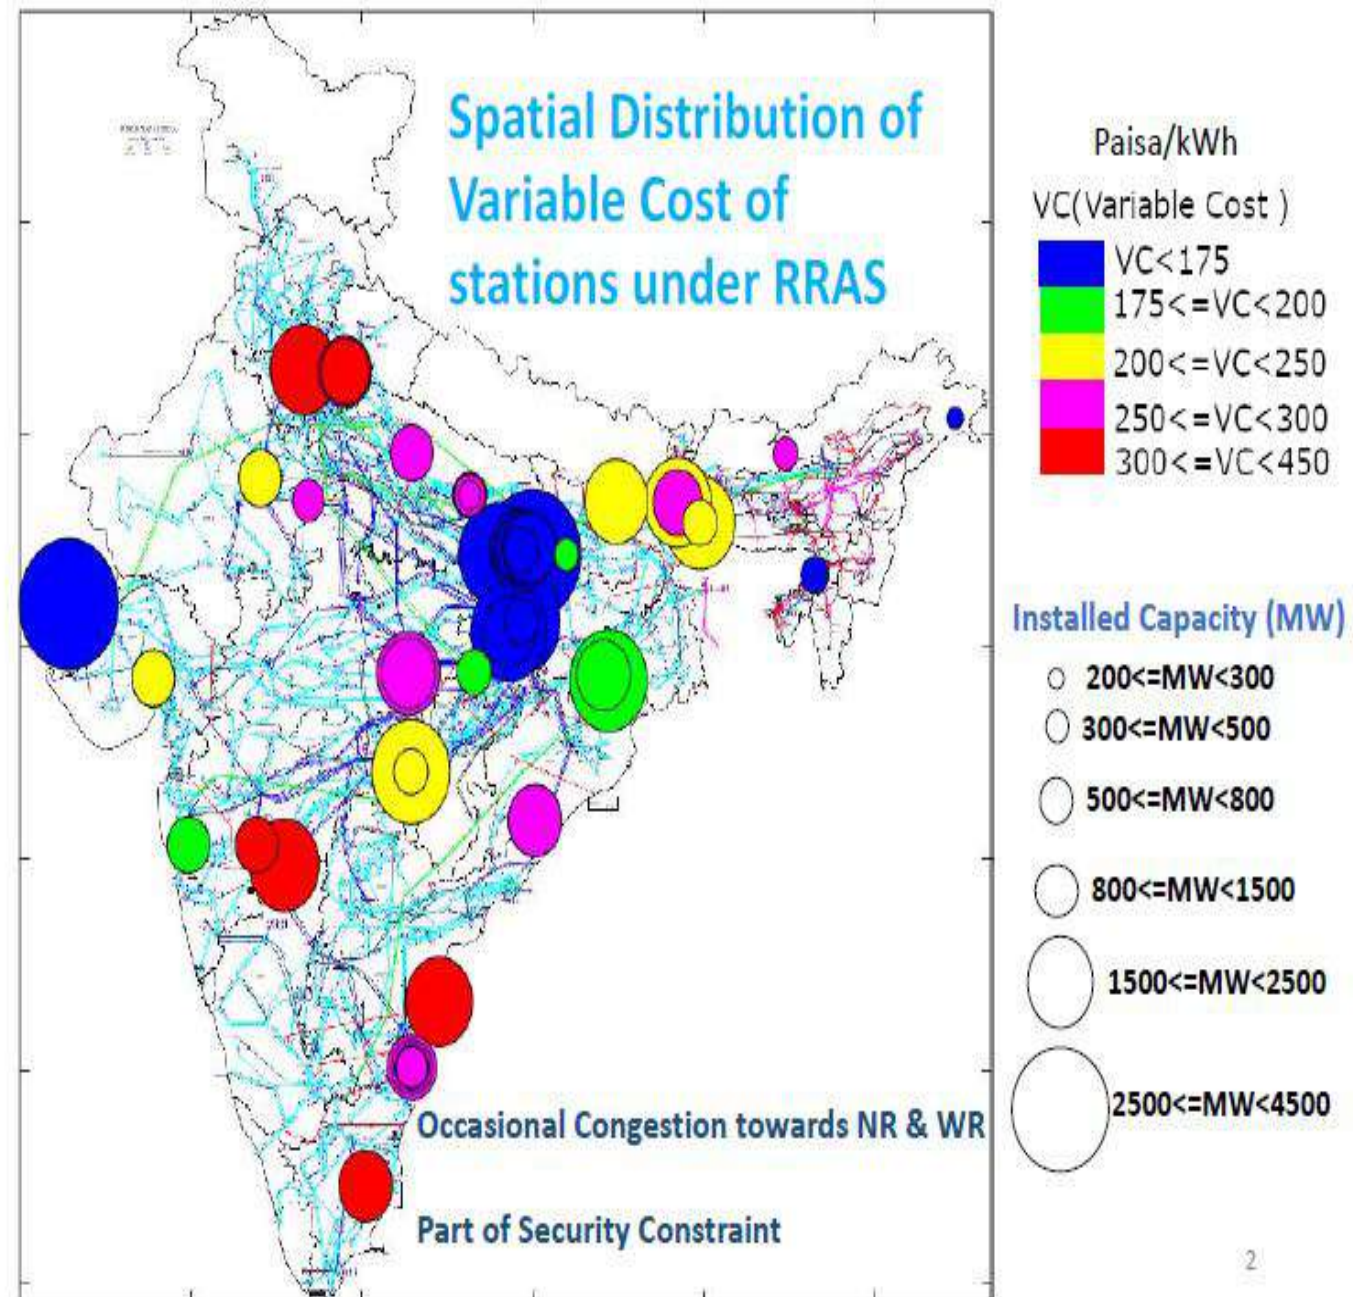 Spatial Distribution of
Variable Cost of
stations under RRAS
Paisa/kWh
VC(Variable Cost )
VC<175
175<=VC<200
200<=VC<250
250<=VC<300
300<=VC<450
Installed Capacity (MW)
200<=MW<300
300<=MW<500
500<=MW<800
800<=MW<1500
1500<=MW<2500
2500<=MW<4500
Occasional Congestion towards NR & WR
Part of Security Constraint
2